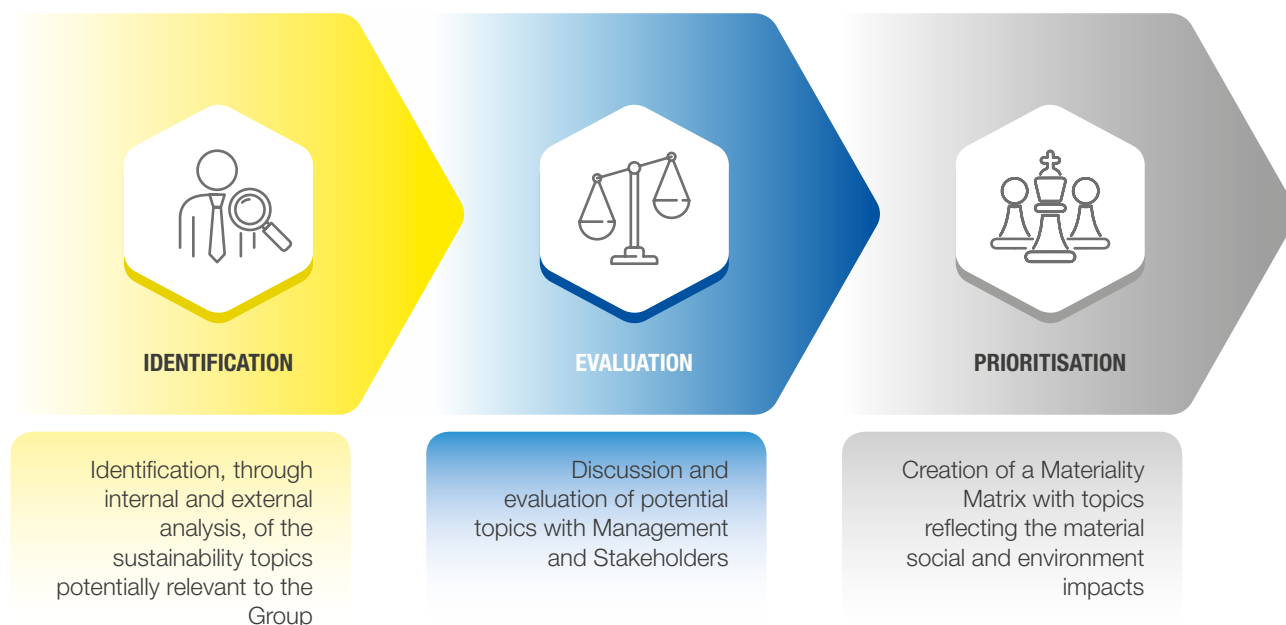 IDENTIFICATION
Identification, through
internal and external
analysis, of the
sustainability topics
potentially relevant to the
Group
EVALUATION
Discussion and
evaluation of potential
topics with Management
and Stakeholders
PRIORITISATION
Creation of a Materiality
Matrix with topics
reflecting the material
social and environment
impacts